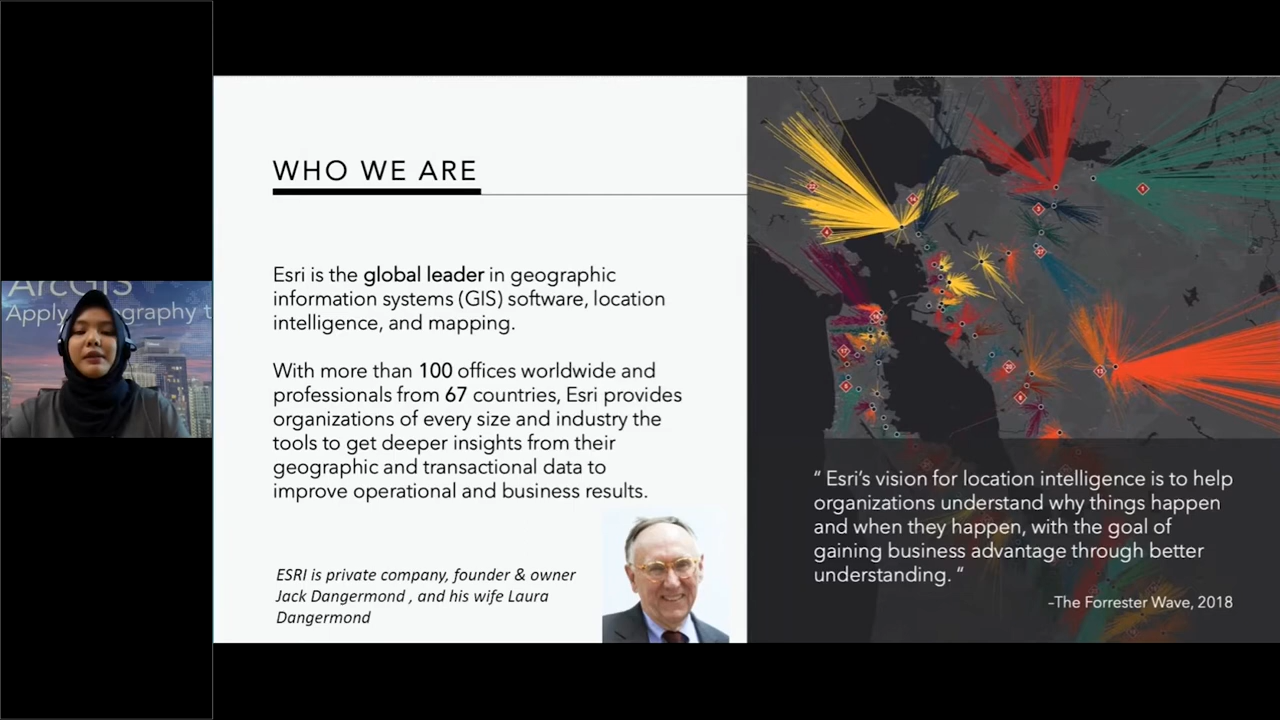 ArcGIS
Apply
WHO WE ARE
Esri is the global leader in geographic
information systems (GIS) software, location
intelligence, and mapping.
With more than 100 offices worldwide and
professionals from 67 countries, Esri provides
organizations of every size and industry the
tools to get deeper insights from their
geographic and transactional data to
improve operational and business results.
ESRI is private company, founder & owner
Jack Dangermond , and his wife Laura
Dangermond
“ Esri’s vision for location intelligence is to help
organizations understand why things happen
and when they happen, with the goal of
gaining business advantage through better
understanding. “
–The Forrester Wave, 2018